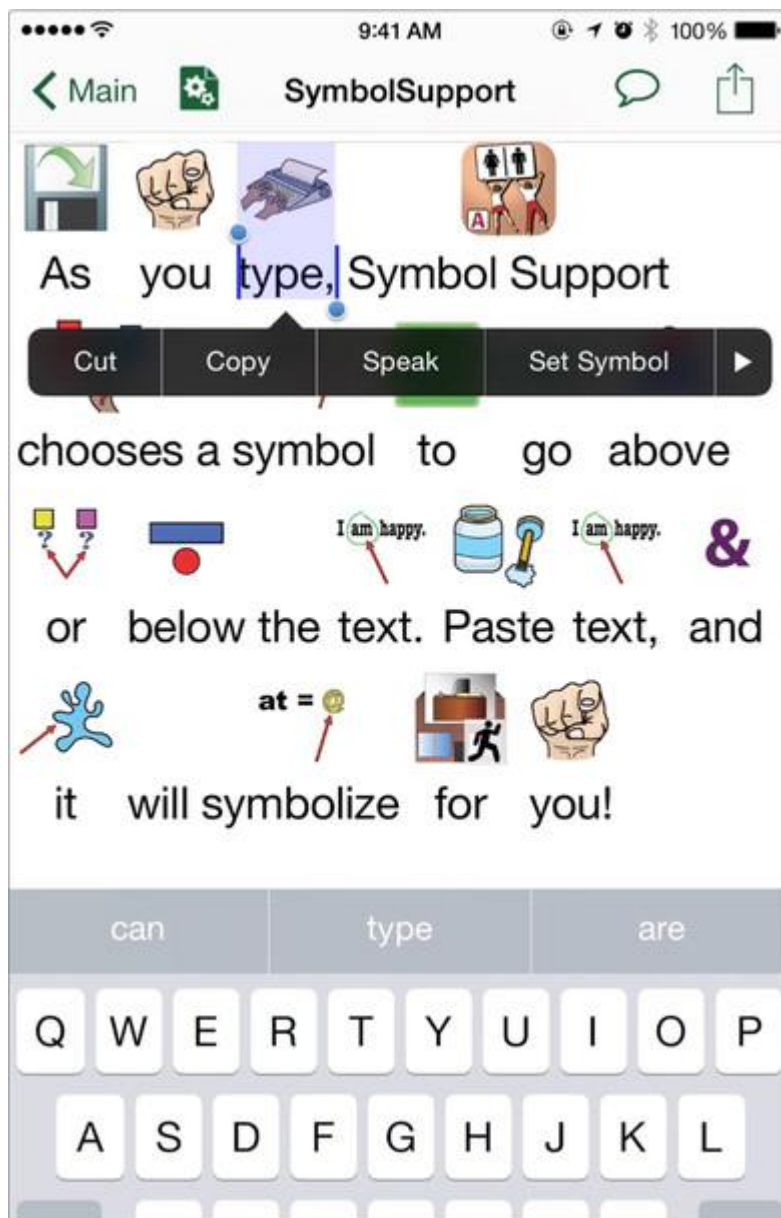 9:41 AM 100%
Main SymbolSupport
A
As you type, Symbol Support
Cut Copy Speak Set Symbol
chooses a symbol to go above
? ? I am happy. I am happy. &
or below the text. Paste text, and
at = @
it will symbolize for you!
can type are
Q W E R T Y U I O P
A S D F G H J K L